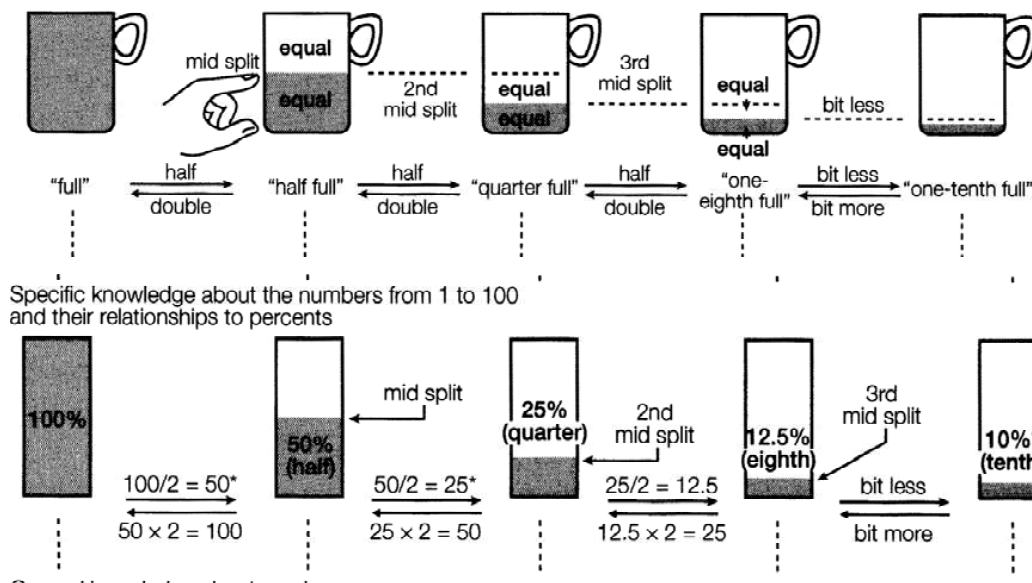 mid split
equal
equal
2nd
mid split
equal
equal
3rd
mid split
equal
equal
bit less
"full"
half
double
"half full"
half
double
"quarter full"
half
double
"one-
eighth full"
bit less
bit more
"one-tenth full"
Specific knowledge about the numbers from 1 to 100
and their relationships to percents
100%
100/2 = 50*
50 × 2 = 100
50%
(half)
mid split
50/2 = 25*
25 × 2 = 50
25%
(quarter)
2nd
mid split
25/2 = 12.5
12.5 × 2 = 25
12.5%
(eighth)
3rd
mid split
bit less
bit more
10%
(tenth